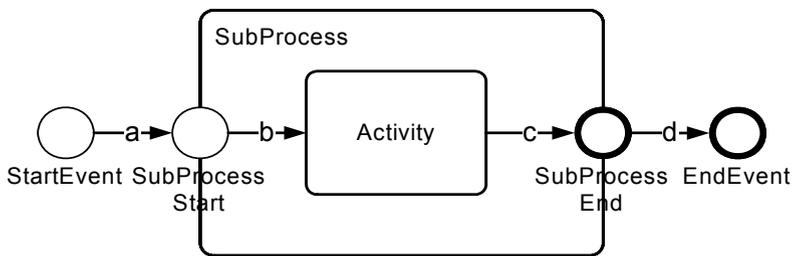 SubProcess
a
b
Activity
c
d
StartEvent
SubProcess
Start
SubProcess
End
EndEvent